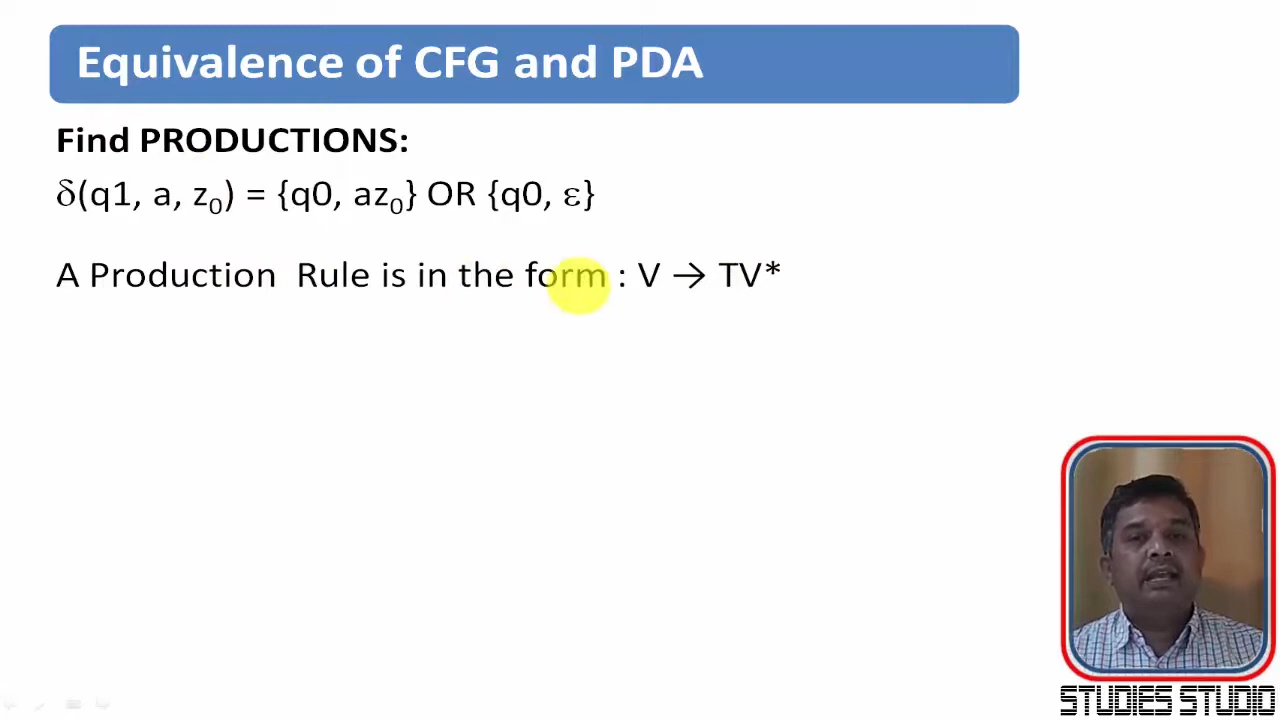 Equivalence of CFG and PDA
Find PRODUCTIONS:
δ(q1, a, z₀) = {q0, az₀} OR {q0, ε}
A Production Rule is in the form : V → TV*
STUDIES STUDIO